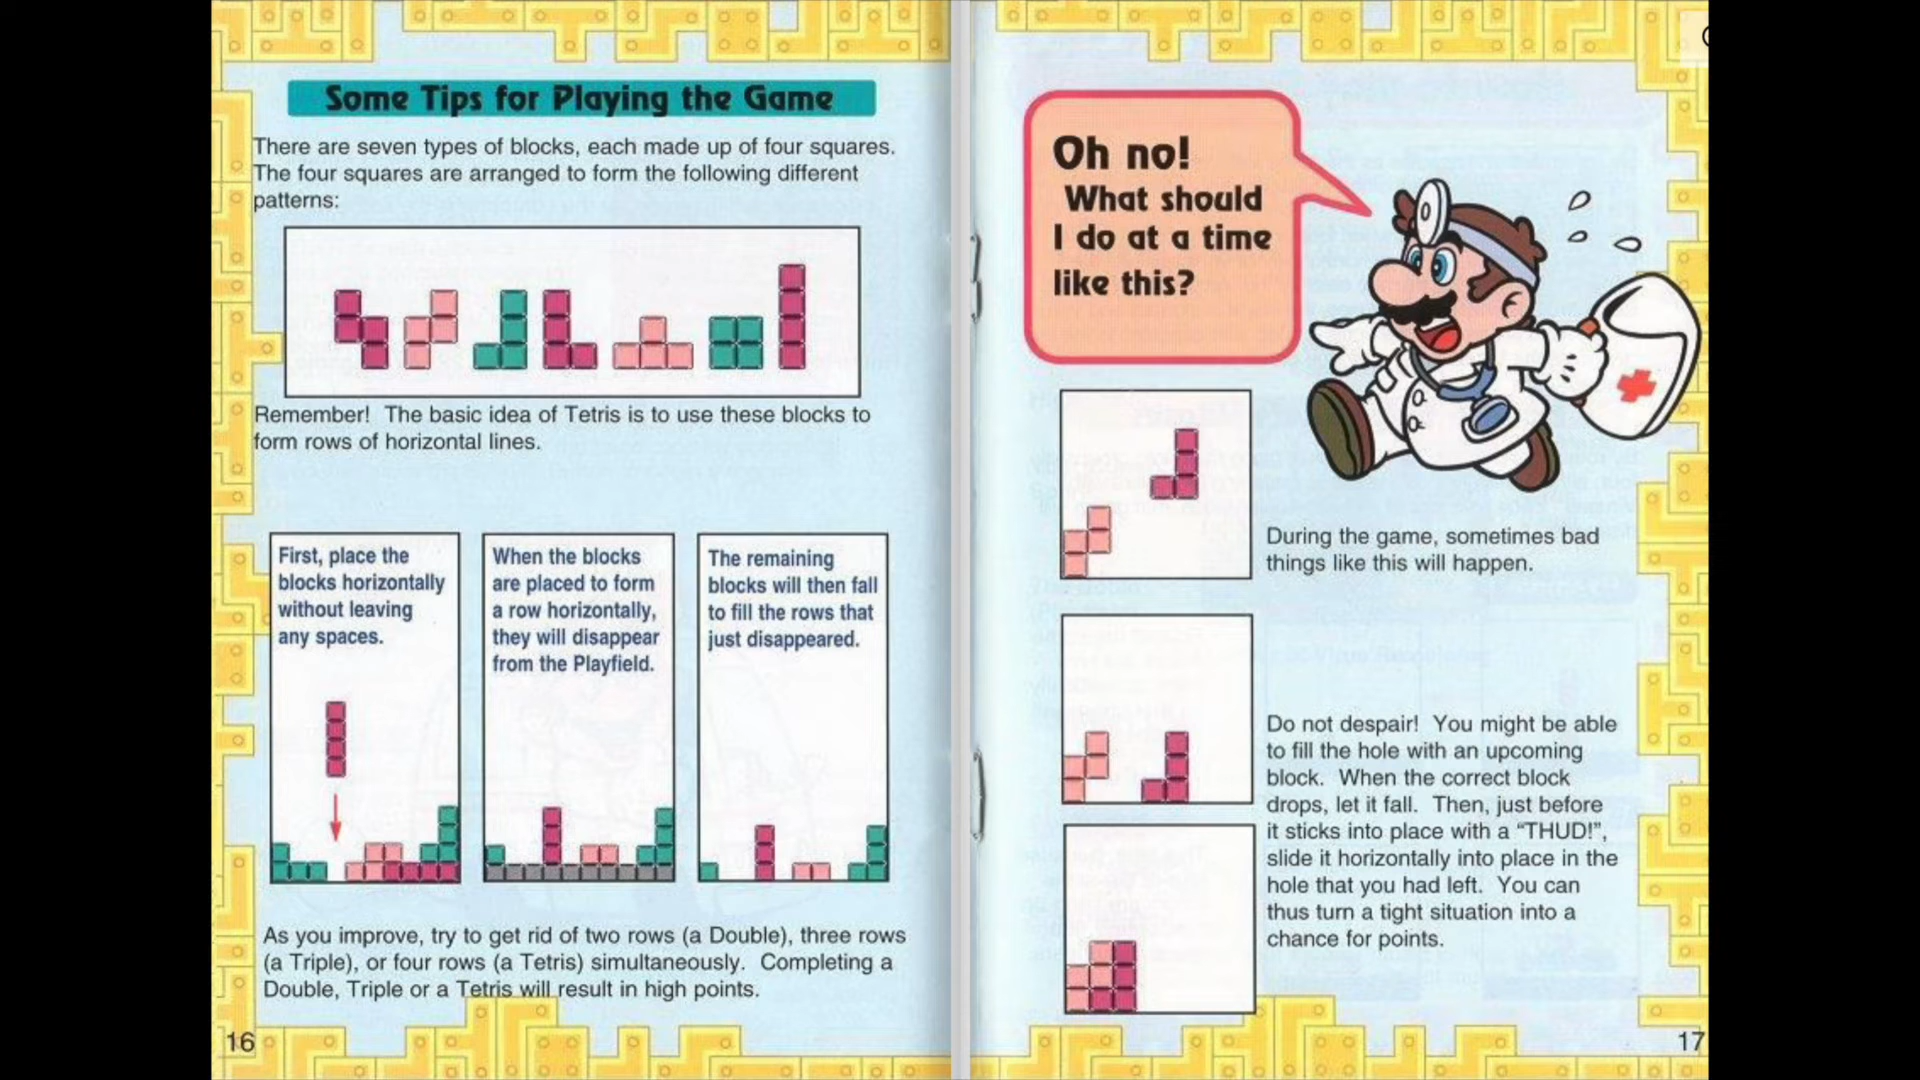 Some Tips for Playing the Game
There are seven types of blocks, each made up of four squares.
The four squares are arranged to form the following different
patterns:
Remember! The basic idea of Tetris is to use these blocks to
form rows of horizontal lines.
First, place the
blocks horizontally
without leaving
any spaces.
When the blocks
are placed to form
a row horizontally,
they will disappear
from the Playfield.
The remaining
blocks will then fall
to fill the rows that
just disappeared.
As you improve, try to get rid of two rows (a Double), three rows
(a Triple), or four rows (a Tetris) simultaneously. Completing a
Double, Triple or a Tetris will result in high points.
16
Oh no!
What should
I do at a time
like this?
During the game, sometimes bad
things like this will happen.
Do not despair! You might be able
to fill the hole with an upcoming
block. When the correct block
drops, let it fall. Then, just before
it sticks into place with a “THUD!”,
slide it horizontally into place in the
hole that you had left. You can
thus turn a tight situation into a
chance for points.
17